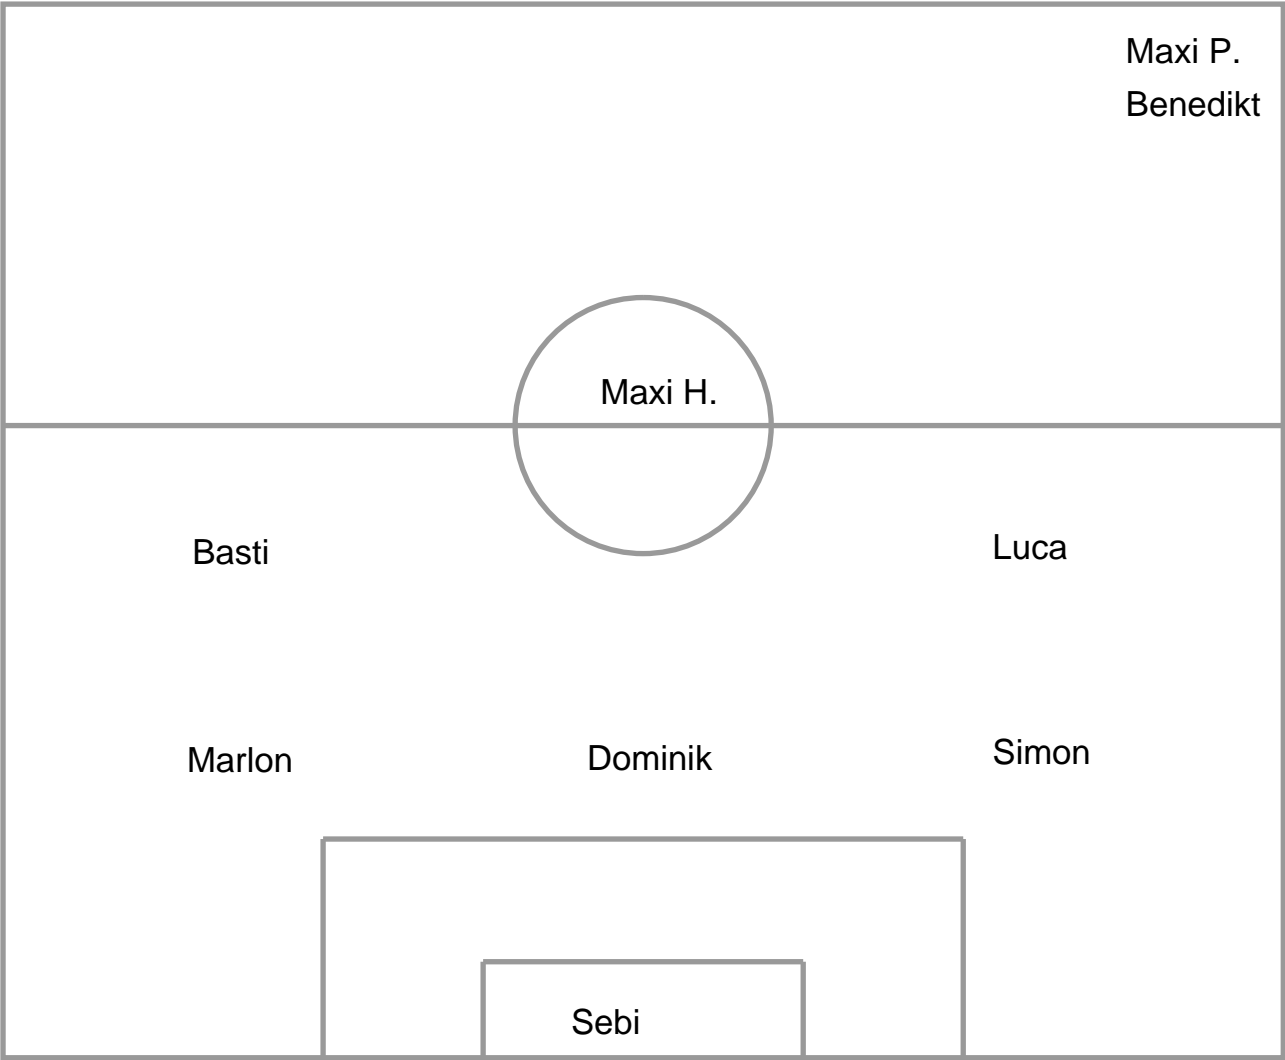 Maxi P.
Benedikt
Maxi H.
Basti
Luca
Marlon
Dominik
Simon
Sebi